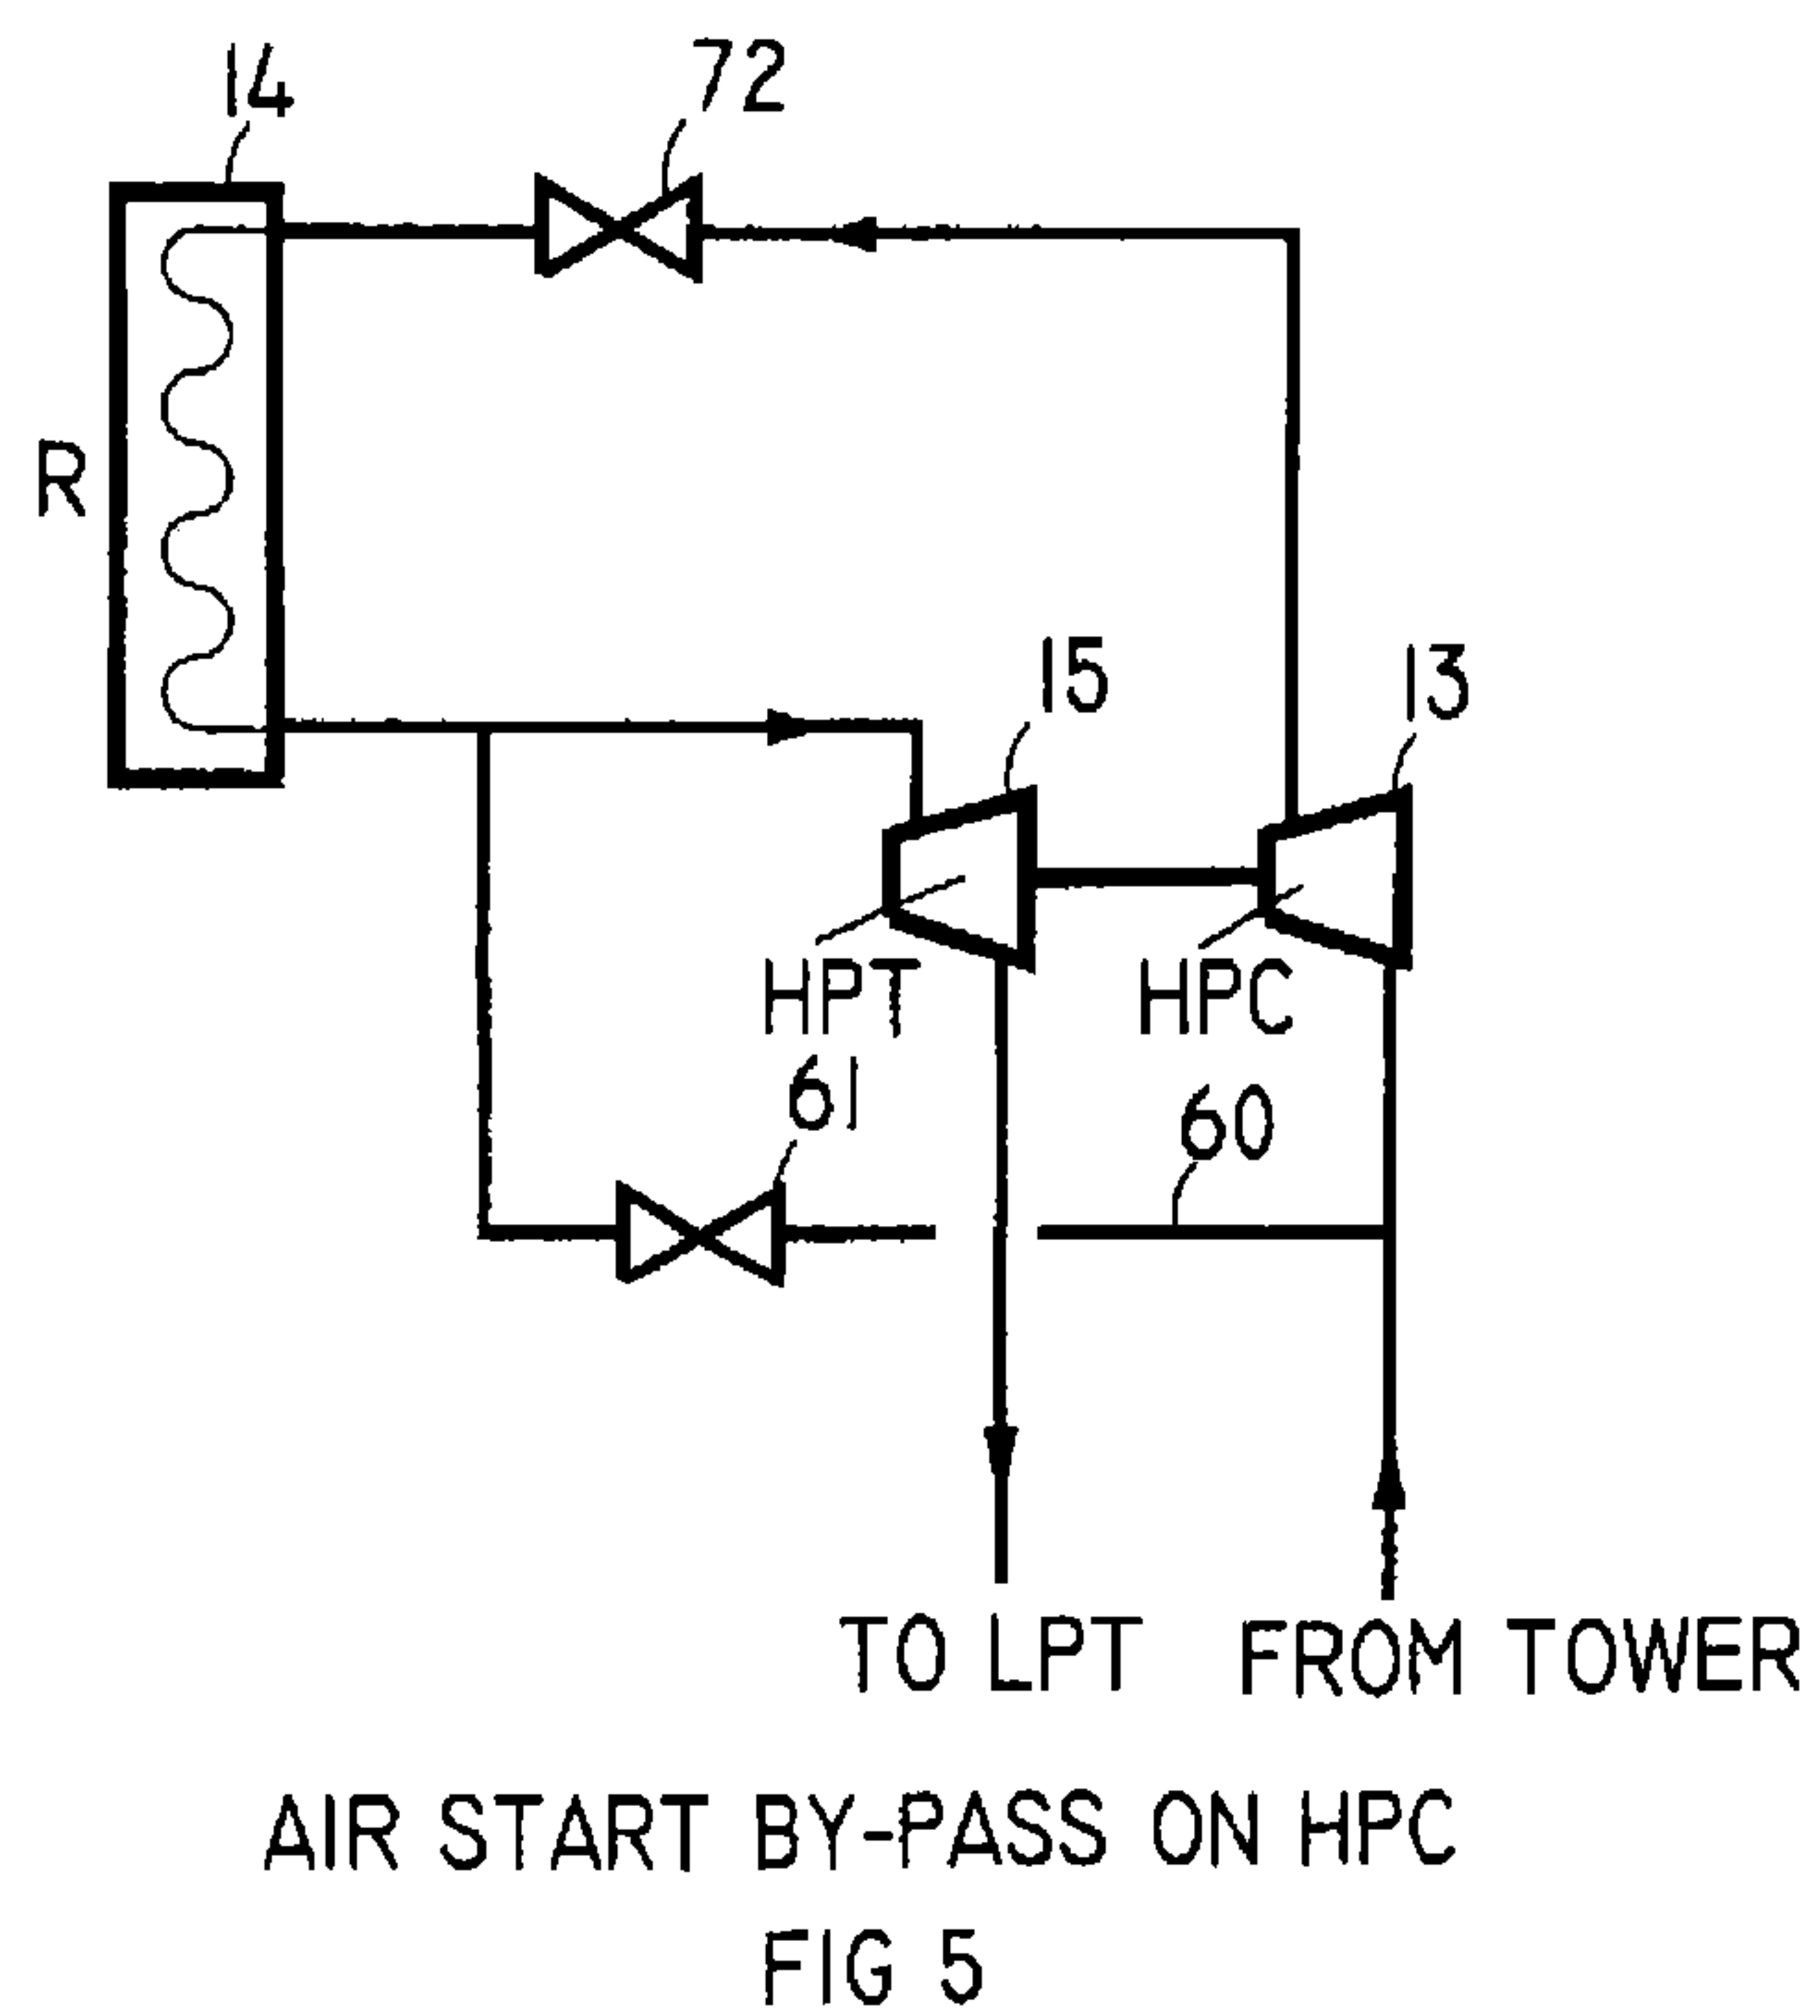 14
72
R
15
13
HPT
HPC
61
60
TO LPT
FROM TOWER
AIR START BY-PASS ON HPC
FIG 5